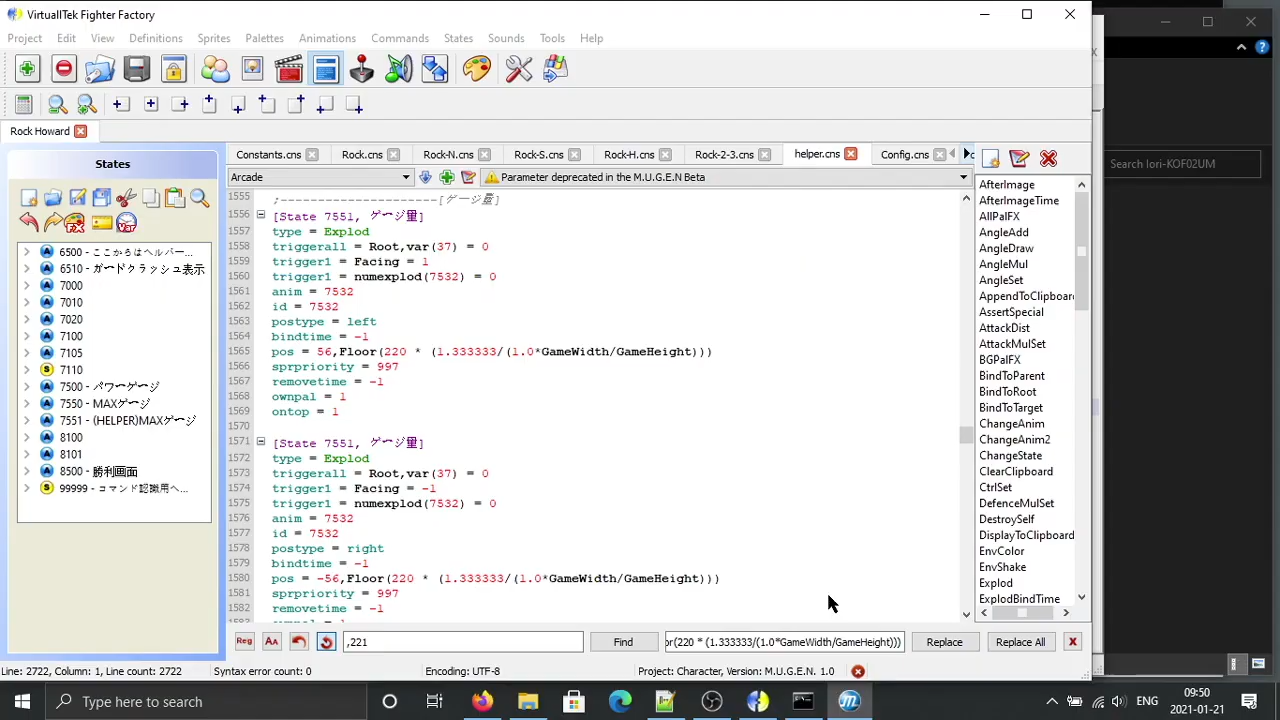 VirtuallTek Fighter Factory
Project Edit View Definitions Sprites Palettes Animations Commands States Sounds Tools Help
Rock Howard
States
Constants.cns Rock.cns Rock-N.cns Rock-S.cns Rock-H.cns Rock-2-3.cns helper.cns Config.cns
Search Iori-KOF02UM
Arcade
Parameter deprecated in the M.U.G.E.N Beta
6500 - ここからはヘルパー...
6510 - ガードクラッシュ表示
7000
7010
7020
7100
7105
7110
7500 - パワーゲージ
7550 - MAXゲージ
7551 - (HELPER)MAXゲージ
8100
8101
8500 - 勝利画面
99999 - コマンド認識用ヘ...
1555 ;---------------------[ゲージ量]
1556 [State 7551, ゲージ量]
1557 type = Explod
1558 triggerall = Root,var(37) = 0
1559 trigger1 = Facing = 1
1560 trigger1 = numexplod(7532) = 0
1561 anim = 7532
1562 id = 7532
1563 postype = left
1564 bindtime = -1
1565 pos = 56,Floor(220 * (1.333333/(1.0*GameWidth/GameHeight)))
1566 sprpriority = 997
1567 removetime = -1
1568 ownpal = 1
1569 ontop = 1
1570
1571 [State 7551, ゲージ量]
1572 type = Explod
1573 triggerall = Root,var(37) = 0
1574 trigger1 = Facing = -1
1575 trigger1 = numexplod(7532) = 0
1576 anim = 7532
1577 id = 7532
1578 postype = right
1579 bindtime = -1
1580 pos = -56,Floor(220 * (1.333333/(1.0*GameWidth/GameHeight)))
1581 sprpriority = 997
1582 removetime = -1
AfterImage
AfterImageTime
AllPalFX
AngleAdd
AngleDraw
AngleMul
AngleSet
AppendToClipboar
AssertSpecial
AttackDist
AttackMulSet
BGPalFX
BindToParent
BindToRoot
BindToTarget
ChangeAnim
ChangeAnim2
ChangeState
ClearClipboard
CtrlSet
DefenceMulSet
DestroySelf
DisplayToClipboard
EnvColor
EnvShake
Explod
ExplodBindTime
Reg AA ,221 Find or(220 * (1.333333/(1.0*GameWidth/GameHeight))) Replace Replace All
Line: 2722, Column: 1, Line count: 2722 Syntax error count: 0 Encoding: UTF-8 Project: Character, Version: M.U.G.E.N. 1.0
Type here to search
ENG
09:50
2021-01-21